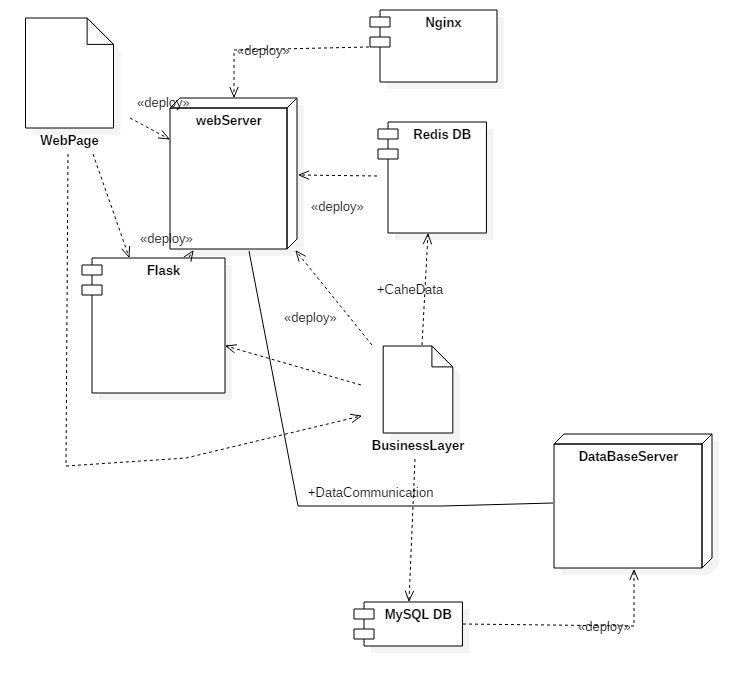 Nginx
«deploy»
«deploy»
webServer
Redis DB
WebPage
«deploy»
«deploy»
Flask
+CaheData
«deploy»
BusinessLayer
DataBaseServer
+DataCommunication
MySQL DB
«deploy»